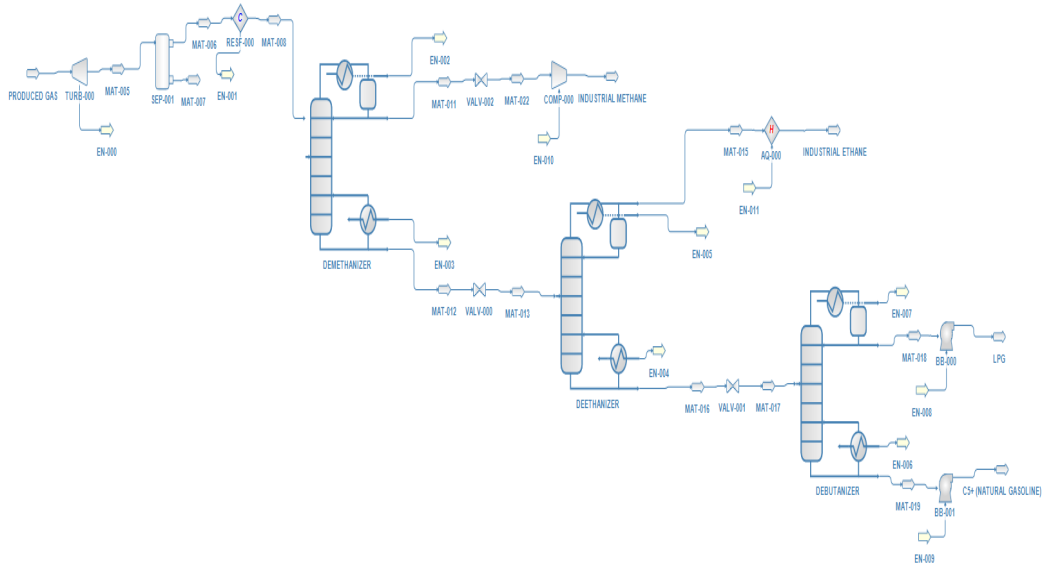 PRODUCED GAS
TURB-000
EN-000
MAT-005
SEP-001
MAT-006
MAT-007
C
RESF-000
EN-001
MAT-008
DEMETHANIZER
EN-002
MAT-011
VALV-002
MAT-022
COMP-000
EN-010
INDUSTRIAL METHANE
EN-003
MAT-012
VALV-000
MAT-013
DEETHANIZER
EN-005
MAT-015
H
AQ-000
EN-011
INDUSTRIAL ETHANE
EN-004
MAT-016
VALV-001
MAT-017
DEBUTANIZER
EN-007
MAT-018
BB-000
EN-008
LPG
EN-006
MAT-019
BB-001
EN-009
C5+ (NATURAL GASOLINE)